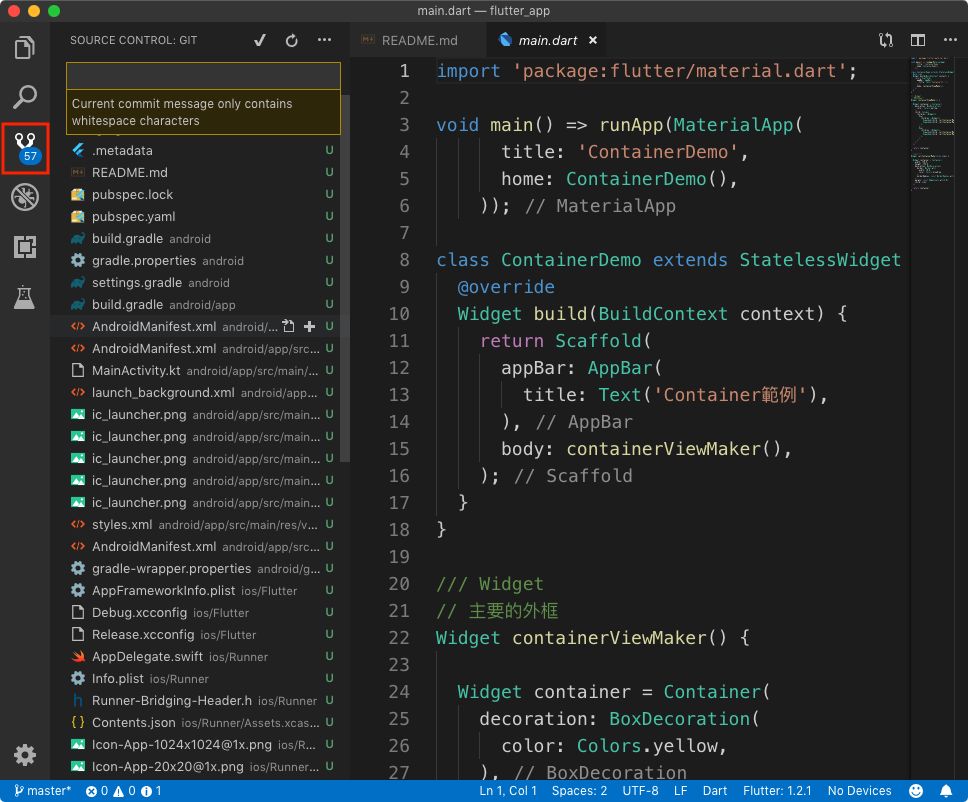 main.dart — flutter_app
SOURCE CONTROL: GIT
Current commit message only contains
whitespace characters
57
.metadata U
README.md U
pubspec.lock U
pubspec.yaml U
build.gradle android U
gradle.properties android U
settings.gradle android U
build.gradle android/app U
AndroidManifest.xml android/... U
AndroidManifest.xml android/app/src... U
MainActivity.kt android/app/src/main/... U
launch_background.xml android/app... U
ic_launcher.png android/app/src/main... U
ic_launcher.png android/app/src/main... U
ic_launcher.png android/app/src/main... U
ic_launcher.png android/app/src/main... U
ic_launcher.png android/app/src/main... U
styles.xml android/app/src/main/res/v... U
AndroidManifest.xml android/app/src... U
gradle-wrapper.properties android/g... U
AppFrameworkInfo.plist ios/Flutter U
Debug.xcconfig ios/Flutter U
Release.xcconfig ios/Flutter U
AppDelegate.swift ios/Runner U
Info.plist ios/Runner U
Runner-Bridging-Header.h ios/Runner U
Contents.json ios/Runner/Assets.xcas... U
Icon-App-1024x1024@1x.png ios/R... U
Icon-App-20x20@1x.png ios/Runner... U
README.md
main.dart
1 import 'package:flutter/material.dart';
2
3 void main() => runApp(MaterialApp(
4 title: 'ContainerDemo',
5 home: ContainerDemo(),
6 )); // MaterialApp
7
8 class ContainerDemo extends StatelessWidget
9 @override
10 Widget build(BuildContext context) {
11 return Scaffold(
12 appBar: AppBar(
13 title: Text('Container範例'),
14 ), // AppBar
15 body: containerViewMaker(),
16 ); // Scaffold
17 }
18 }
19
20 /// Widget
21 // 主要的外框
22 Widget containerViewMaker() {
23
24 Widget container = Container(
25 decoration: BoxDecoration(
26 color: Colors.yellow,
27 ), // BoxDecoration
master* 0 0 1 Ln 1, Col 1 Spaces: 2 UTF-8 LF Dart Flutter: 1.2.1 No Devices